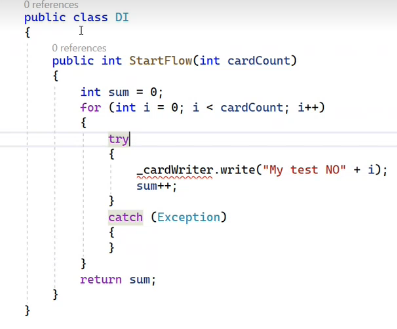 0 references
public class DI
{
0 references
public int StartFlow(int cardCount)
{
int sum = 0;
for (int i = 0; i < cardCount; i++)
{
try
{
_cardWriter.write("My test NO" + i);
sum++;
}
catch (Exception)
{
}
}
return sum;
}
}